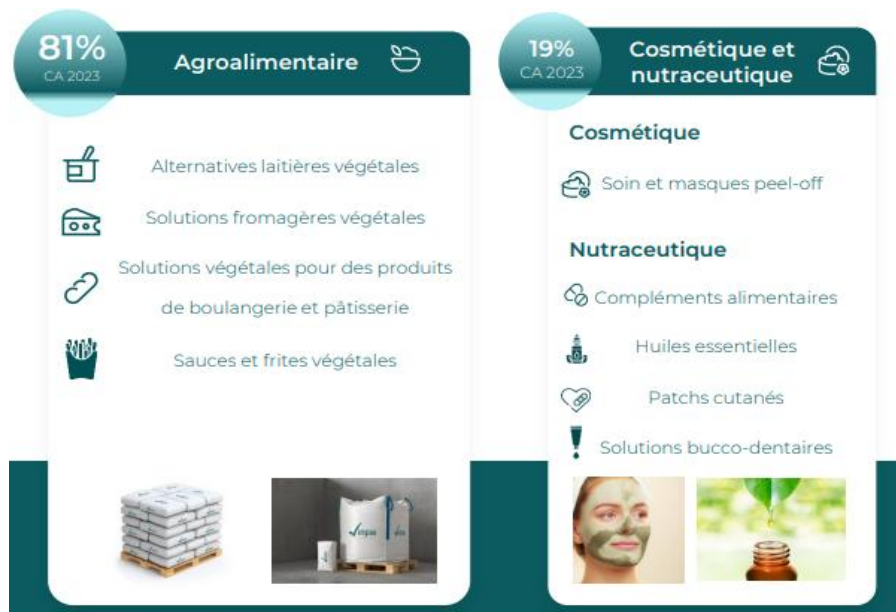 81%
CA 2023
Agroalimentaire
Alternatives laitières végétales
Solutions fromagères végétales
Solutions végétales pour des produits
de boulangerie et pâtisserie
Sauces et frites végétales
19%
CA 2023
Cosmétique et
nutraceutique
Cosmétique
Soin et masques peel-off
Nutraceutique
Compléments alimentaires
Huiles essentielles
Patchs cutanés
Solutions bucco-dentaires